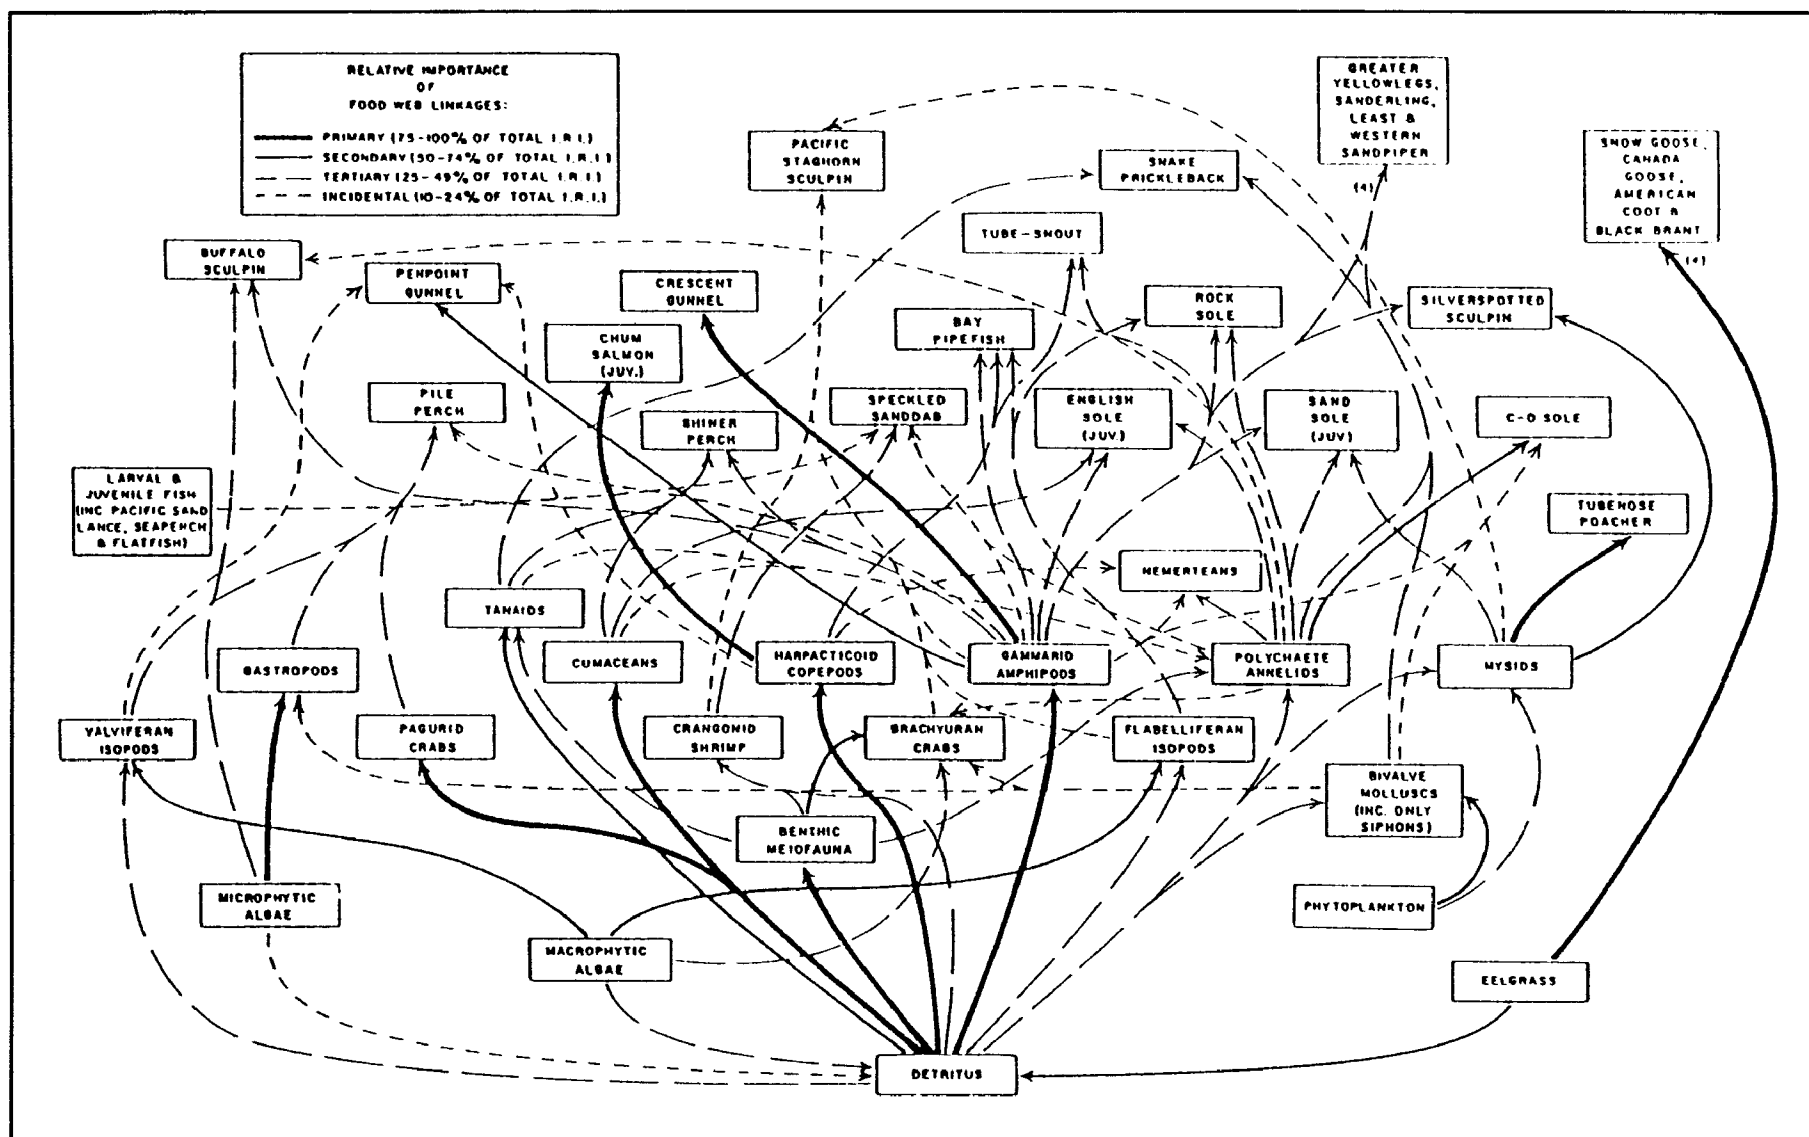 RELATIVE IMPORTANCE
OF
FOOD WEB LINKAGES:
PRIMARY (75-100% OF TOTAL I.R.I.)
SECONDARY (50-74% OF TOTAL I.R.I.)
TERTIARY (25-49% OF TOTAL I.R.I.)
INCIDENTAL (10-24% OF TOTAL I.R.I.)
GREATER
YELLOWLEGS,
SANDERLING,
LEAST &
WESTERN
SANDPIPER
(4)
SNOW GOOSE,
CANADA
GOOSE,
AMERICAN
COOT &
BLACK BRANT
(4)
PACIFIC
STAGHORN
SCULPIN
SNAKE
PRICKLEBACK
TUBE-SNOUT
BUFFALO
SCULPIN
PENPOINT
GUNNEL
CRESCENT
GUNNEL
ROCK
SOLE
SILVERSPOTTED
SCULPIN
BAY
PIPEFISH
CHUM
SALMON
(JUV.)
PILE
PERCH
SHINER
PERCH
SPECKLED
SANDDAB
ENGLISH
SOLE
(JUV.)
SAND
SOLE
(JUV)
C-O SOLE
LARVAL &
JUVENILE FISH
(INC PACIFIC SAND
LANCE, SEAPERCH
& FLATFISH)
TUBENOSE
POACHER
NEMERTEANS
TANAIDS
GASTROPODS
CUMACEANS
HARPACTICOID
COPEPODS
GAMMARID
AMPHIPODS
POLYCHAETE
ANNELIDS
MYSIDS
VALVIFERAN
ISOPODS
PAGURID
CRABS
CRANGONID
SHRIMP
BRACHYURAN
CRABS
FLABELLIFERAN
ISOPODS
BIVALVE
MOLLUSCS
(INC. ONLY
SIPHONS)
BENTHIC
MEIOFAUNA
MICROPHYTIC
ALGAE
PHYTOPLANKTON
MACROPHYTIC
ALGAE
EELGRASS
DETRITUS